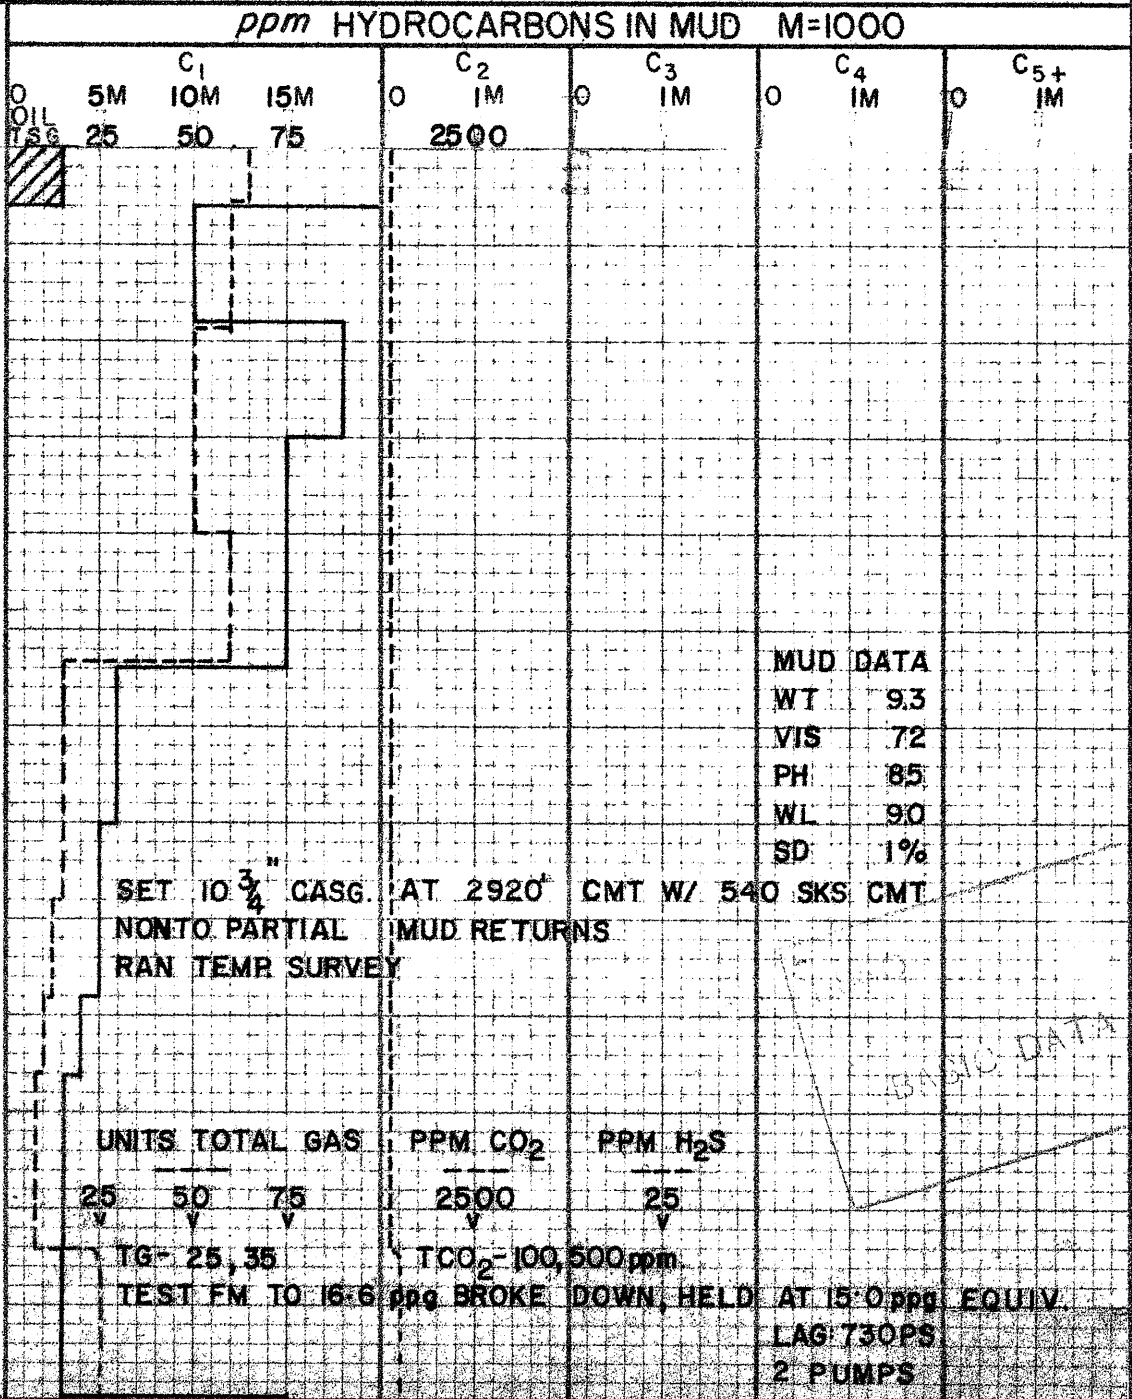 ppm HYDROCARBONS IN MUD M=1000
C1 C2 C3 C4 C5+
0 5M 10M 15M 0 1M 0 1M 0 1M 0 1M
OIL
TSG 25 50 75 2500
MUD DATA
WT 9.3
VIS 72
PH 8.5
WL 9.0
SD 1%
SET 10 3/4" CASG. AT 2920' CMT W/ 540 SKS CMT
NONTO PARTIAL MUD RETURNS
RAN TEMP. SURVEY
BASIC DATA
UNITS TOTAL GAS PPM CO2 PPM H2S
25 50 75 2500 25
TG- 25,35 TCO2-100,500ppm.
TEST FM TO 16.6 ppg BROKE DOWN, HELD AT 15.0 ppg EQUIV.
LAG 730PS
2 PUMPS